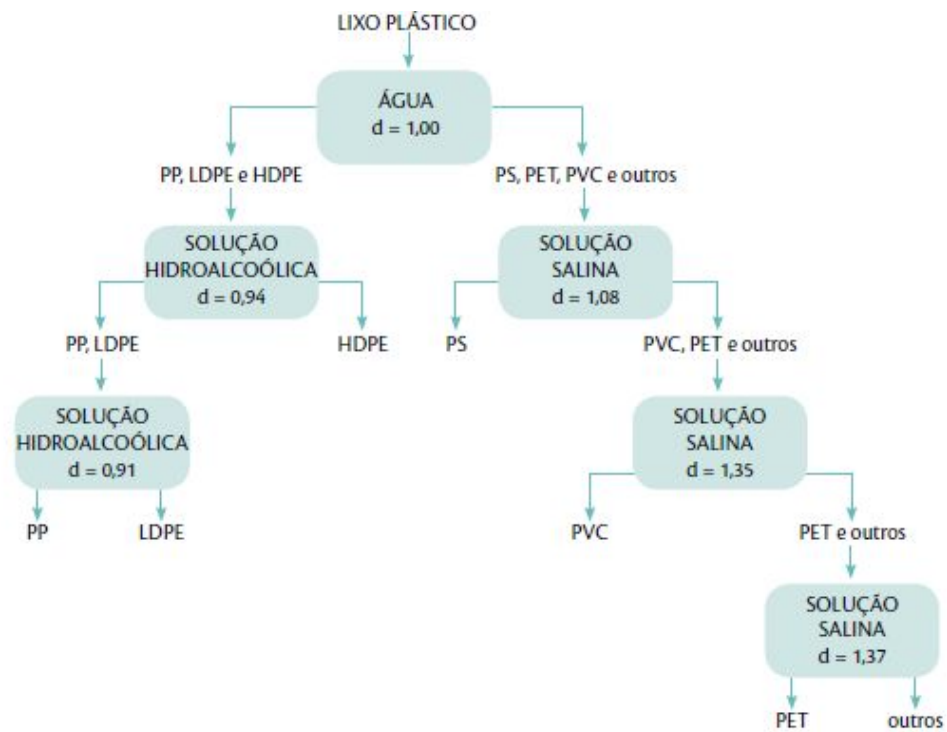 LIXO PLÁSTICO
ÁGUA
d = 1,00
PP, LDPE e HDPE
PS, PET, PVC e outros
SOLUÇÃO
HIDROALCOÓLICA
d = 0,94
SOLUÇÃO
SALINA
d = 1,08
PP, LDPE
HDPE
PS
PVC, PET e outros
SOLUÇÃO
HIDROALCOÓLICA
d = 0,91
SOLUÇÃO
SALINA
d = 1,35
PP
LDPE
PVC
PET e outros
SOLUÇÃO
SALINA
d = 1,37
PET
outros